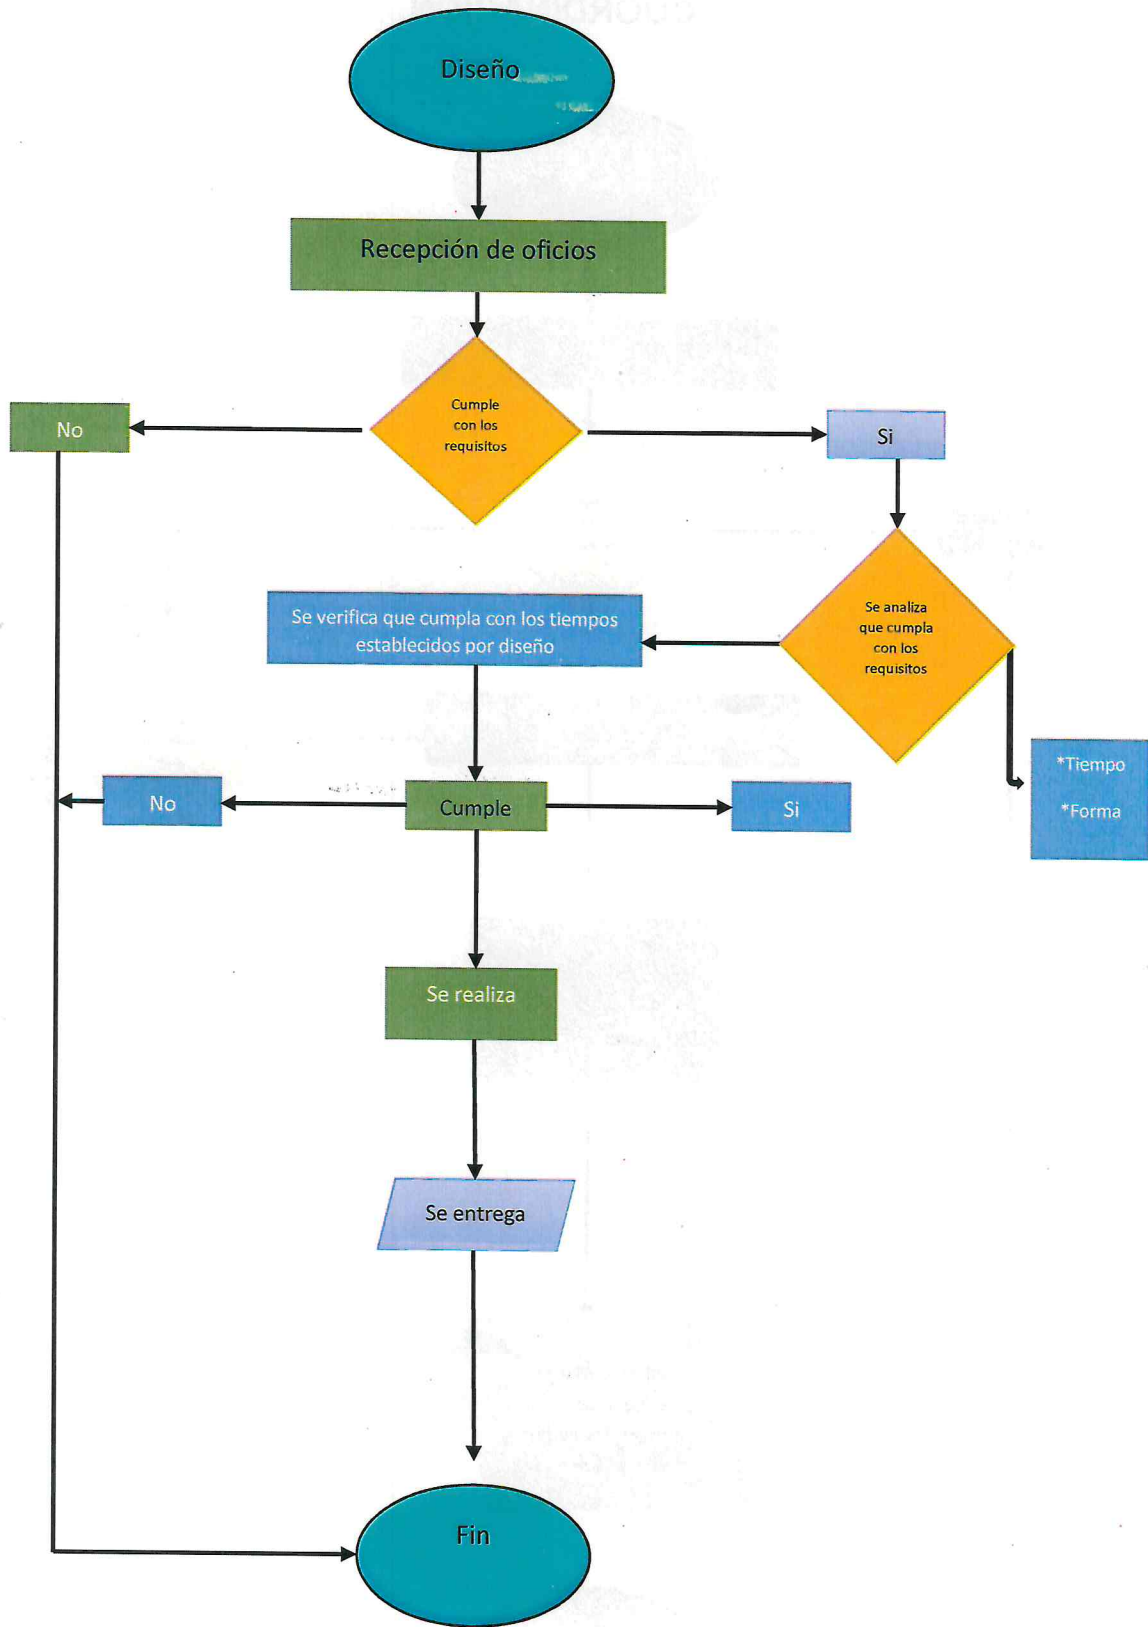 Diseño
Recepción de oficios
Cumple
con los
requisitos
No
Si
Se analiza
que cumpla
con los
requisitos
Se verifica que cumpla con los tiempos
establecidos por diseño
*Tiempo
*Forma
No
Cumple
Si
Se realiza
Se entrega
Fin